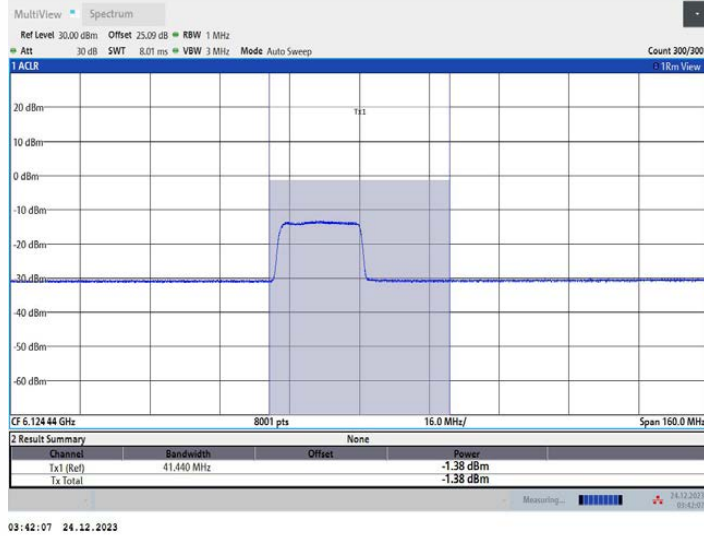 MultiView Spectrum
Ref Level 30.00 dBm Offset 25.09 dB RBW 1 MHz
Att 30 dB SWT 8.01 ms VBW 3 MHz Mode Auto Sweep Count 300/300
1 ACLR 1Rm View
20 dBm
Tx1
10 dBm
0 dBm
-10 dBm
-20 dBm
-30 dBm
-40 dBm
-50 dBm
-60 dBm
CF 6.124 44 GHz 8001 pts 16.0 MHz/ Span 160.0 MHz
2 Result Summary None
Channel Bandwidth Offset Power
Tx1 (Ref) 41.440 MHz -1.38 dBm
Tx Total -1.38 dBm
Measuring... 24.12.2023
03:42:07
03:42:07 24.12.2023